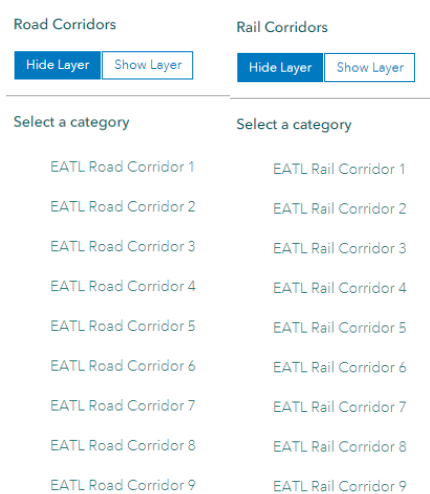 Road Corridors
Hide Layer Show Layer
Select a category
EATL Road Corridor 1
EATL Road Corridor 2
EATL Road Corridor 3
EATL Road Corridor 4
EATL Road Corridor 5
EATL Road Corridor 6
EATL Road Corridor 7
EATL Road Corridor 8
EATL Road Corridor 9
Rail Corridors
Hide Layer Show Layer
Select a category
EATL Rail Corridor 1
EATL Rail Corridor 2
EATL Rail Corridor 3
EATL Rail Corridor 4
EATL Rail Corridor 5
EATL Rail Corridor 6
EATL Rail Corridor 7
EATL Rail Corridor 8
EATL Rail Corridor 9